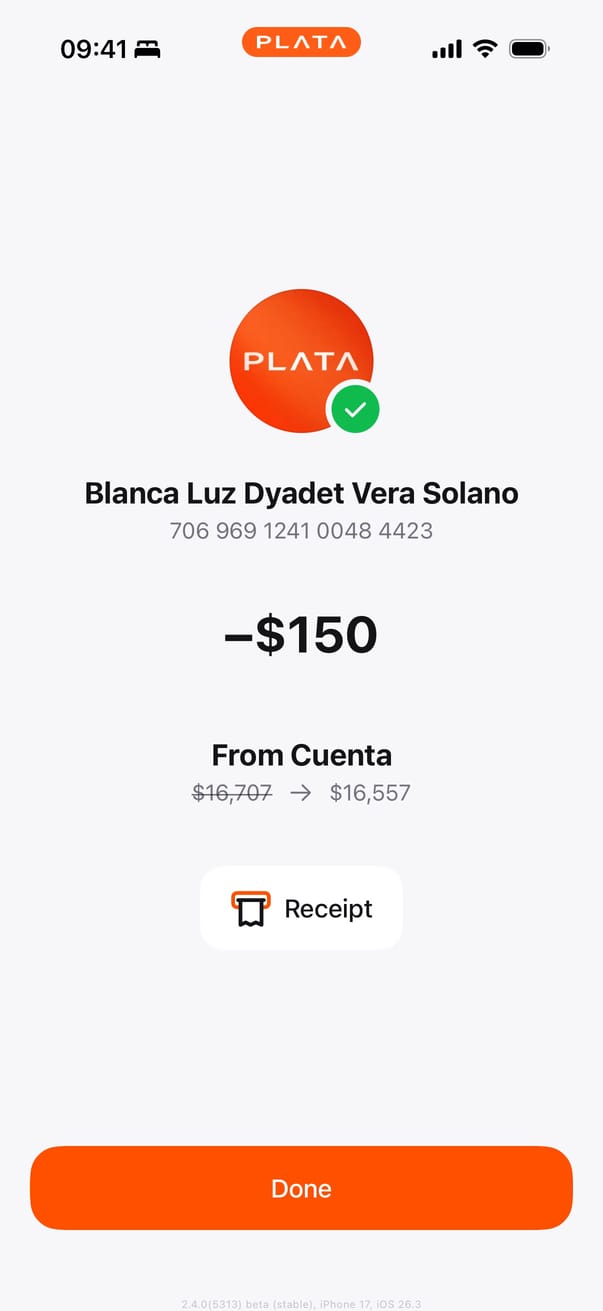 09:41
PLATA
PLATA
Blanca Luz Dyadet Vera Solano
706 969 1241 0048 4423
–$150
From Cuenta
$16,707 → $16,557
Receipt
Done
2.4.0(5313) beta (stable), iPhone 17, iOS 26.3